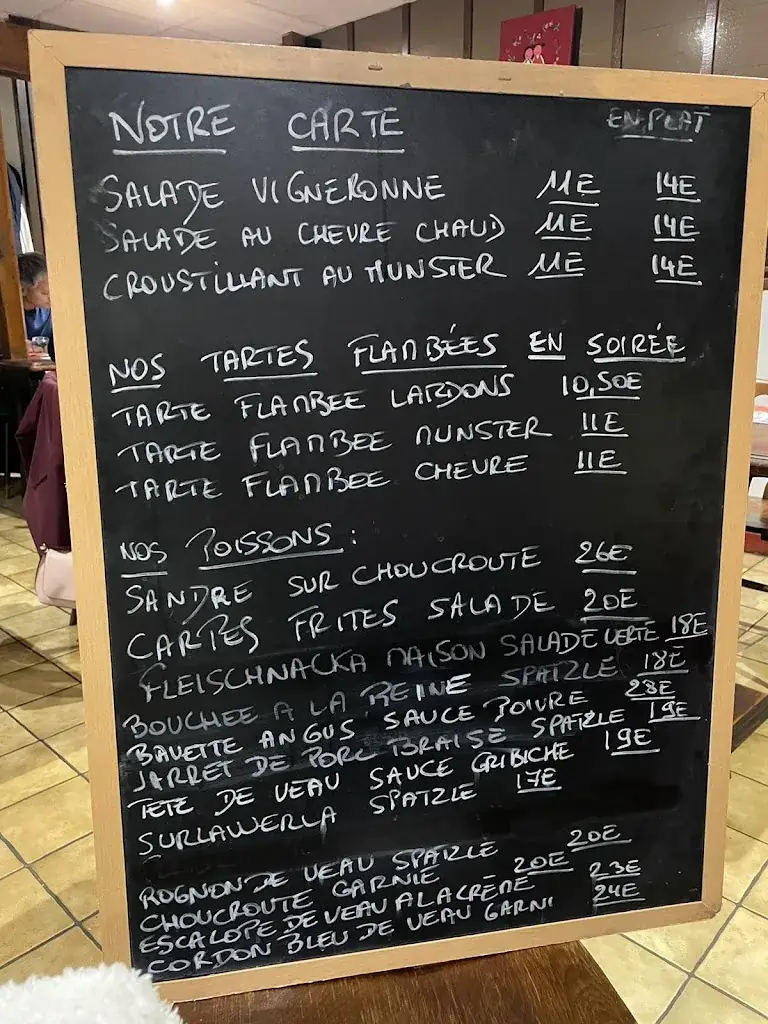 NOTRE CARTE EN PLAT
SALADE VIGNERONNE 11E 14E
SALADE AU CHEVRE CHAUD 11E 14E
CROUSTILLANT AU MUNSTER 11E 14E
NOS TARTES FLAMBÉES EN SOIRÉE
TARTE FLAMBEE LARDONS 10,50E
TARTE FLAMBEE MUNSTER 11E
TARTE FLAMBEE CHEVRE 11E
NOS POISSONS :
SANDRE SUR CHOUCROUTE 26E
CARPES FRITES SALADE 20E
FLEISCHNACKA MAISON SALADE VERTE 18E
BOUCHEE A LA REINE SPATZLE 18E
BAVETTE ANGUS SAUCE POIVRE 28E
JARRET DE PORC BRAISE SPATZLE 19E
TETE DE VEAU SAUCE GRIBICHE 19E
SURLAWERLA SPATZLE 17E
ROGNON DE VEAU SPATZLE 20E
CHOUCROUTE GARNIE - 20E
ESCALOPE DE VEAU A LA CRÈME 23E
CORDON BLEU DE VEAU GARNI 24E